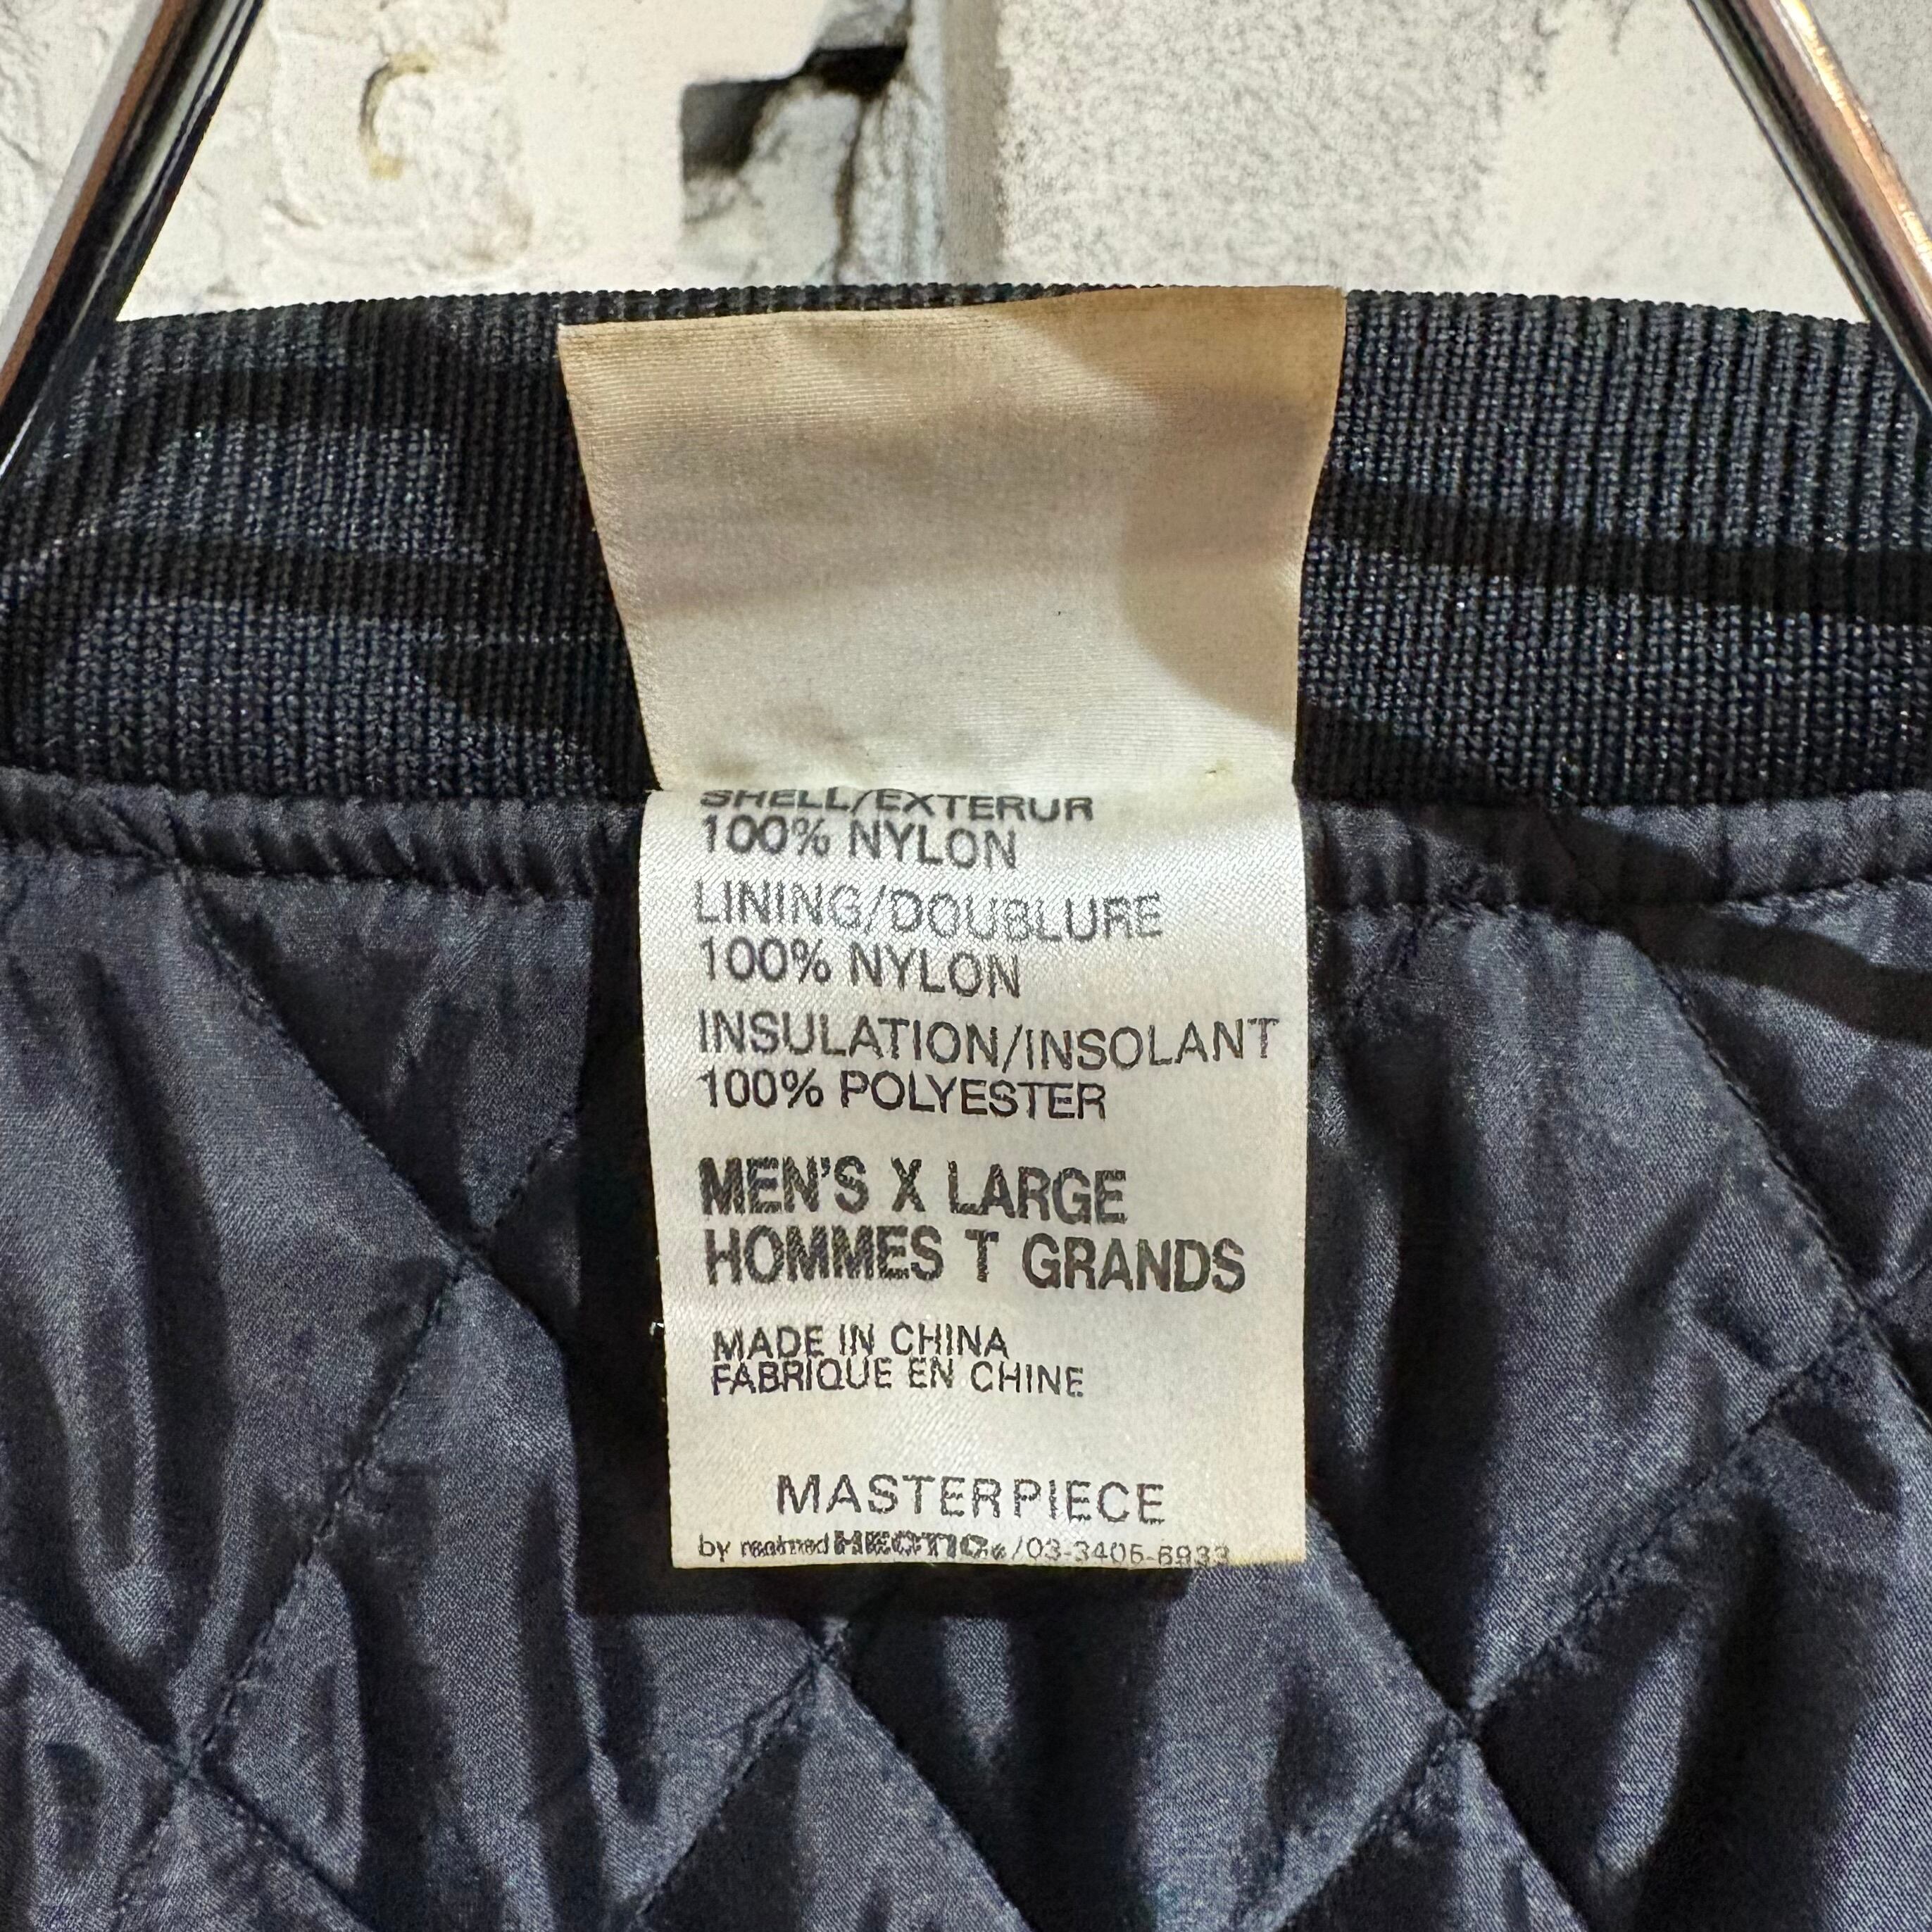 SHELL/EXTERUR
100% NYLON
LINING/DOUBLURE
100% NYLON
INSULATION/INSOLANT
100% POLYESTER
MEN'S X LARGE
HOMMES T GRANDS
MADE IN CHINA
FABRIQUE EN CHINE
MASTERPIECE
by realmad HECTIC /03-3405-6933